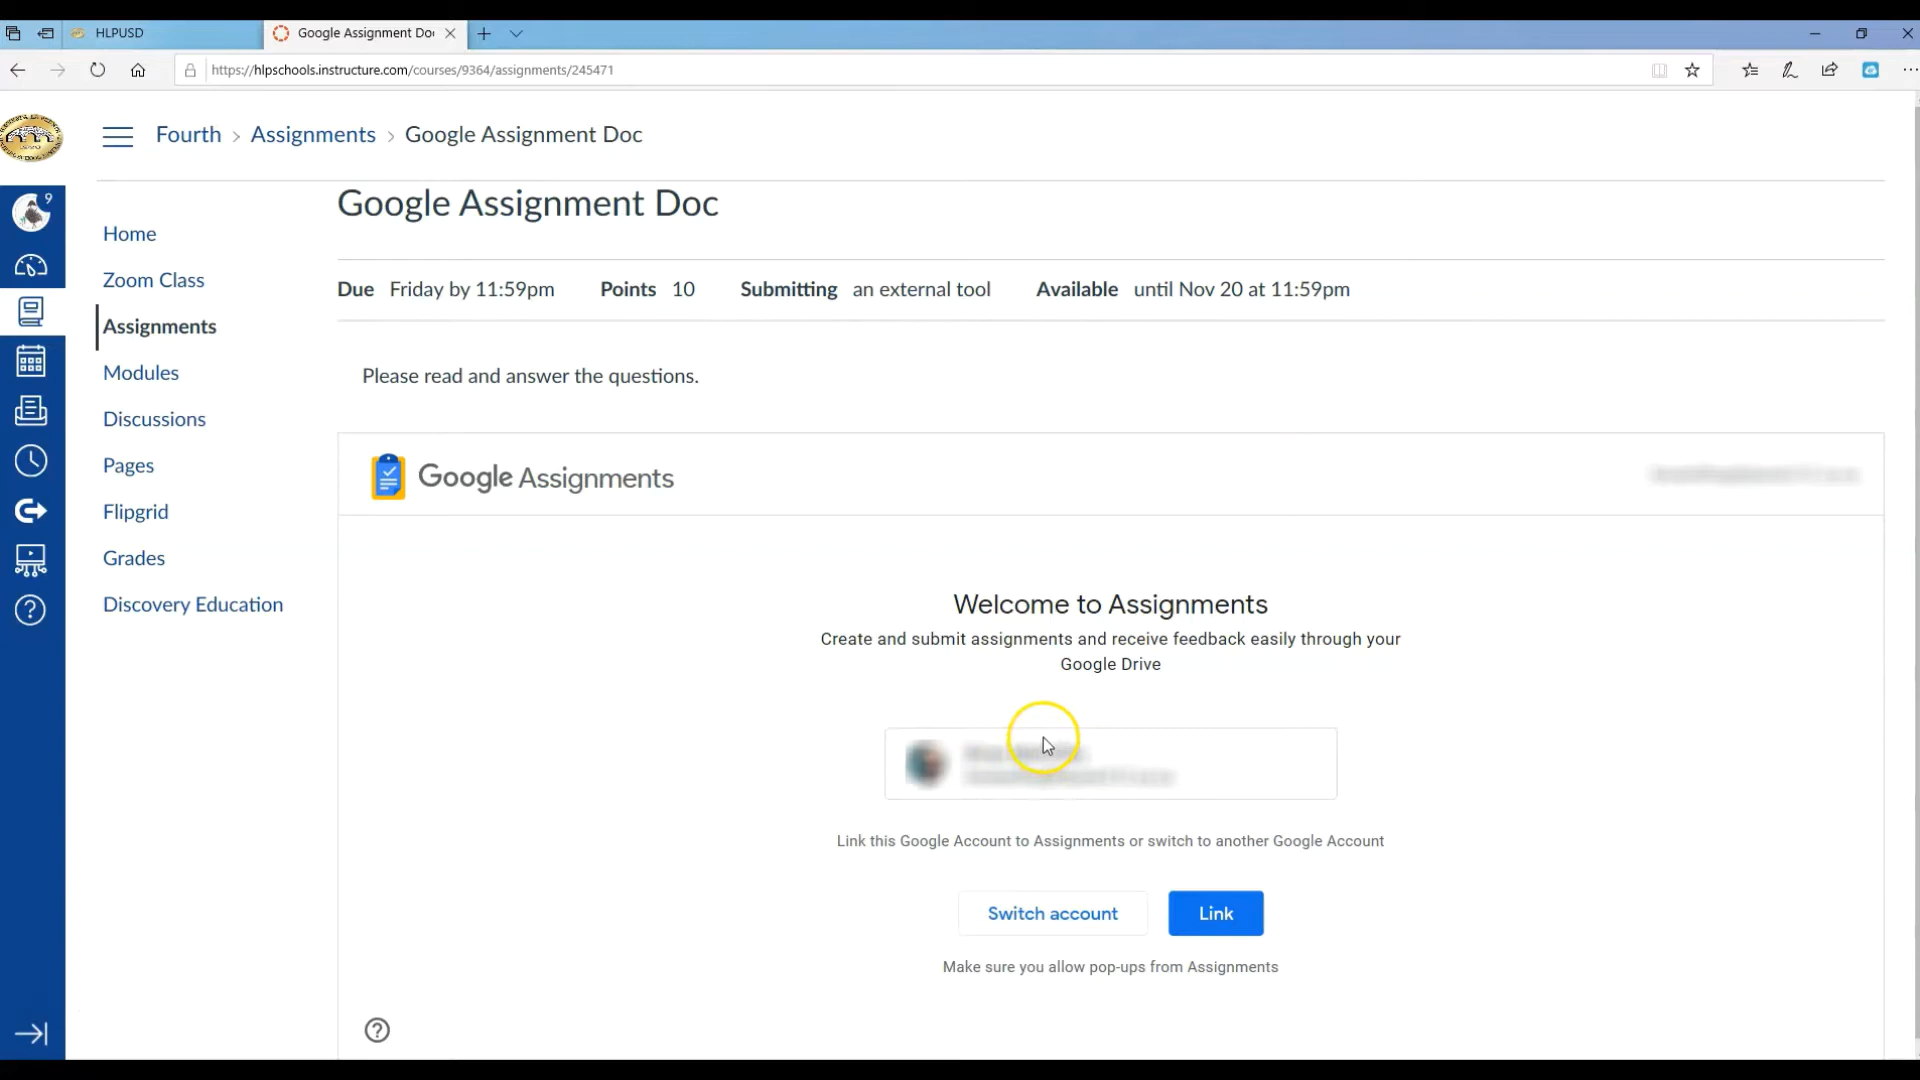 HLPUSD
Google Assignment Do
https://hlpschools.instructure.com/courses/9364/assignments/245471
Fourth › Assignments › Google Assignment Doc
9
Google Assignment Doc
Home
Zoom Class
Assignments
Modules
Discussions
Pages
Flipgrid
Grades
Discovery Education
Due Friday by 11:59pm Points 10 Submitting an external tool Available until Nov 20 at 11:59pm
Please read and answer the questions.
Google Assignments
Welcome to Assignments
Create and submit assignments and receive feedback easily through your
Google Drive
Link this Google Account to Assignments or switch to another Google Account
Switch account
Link
Make sure you allow pop-ups from Assignments